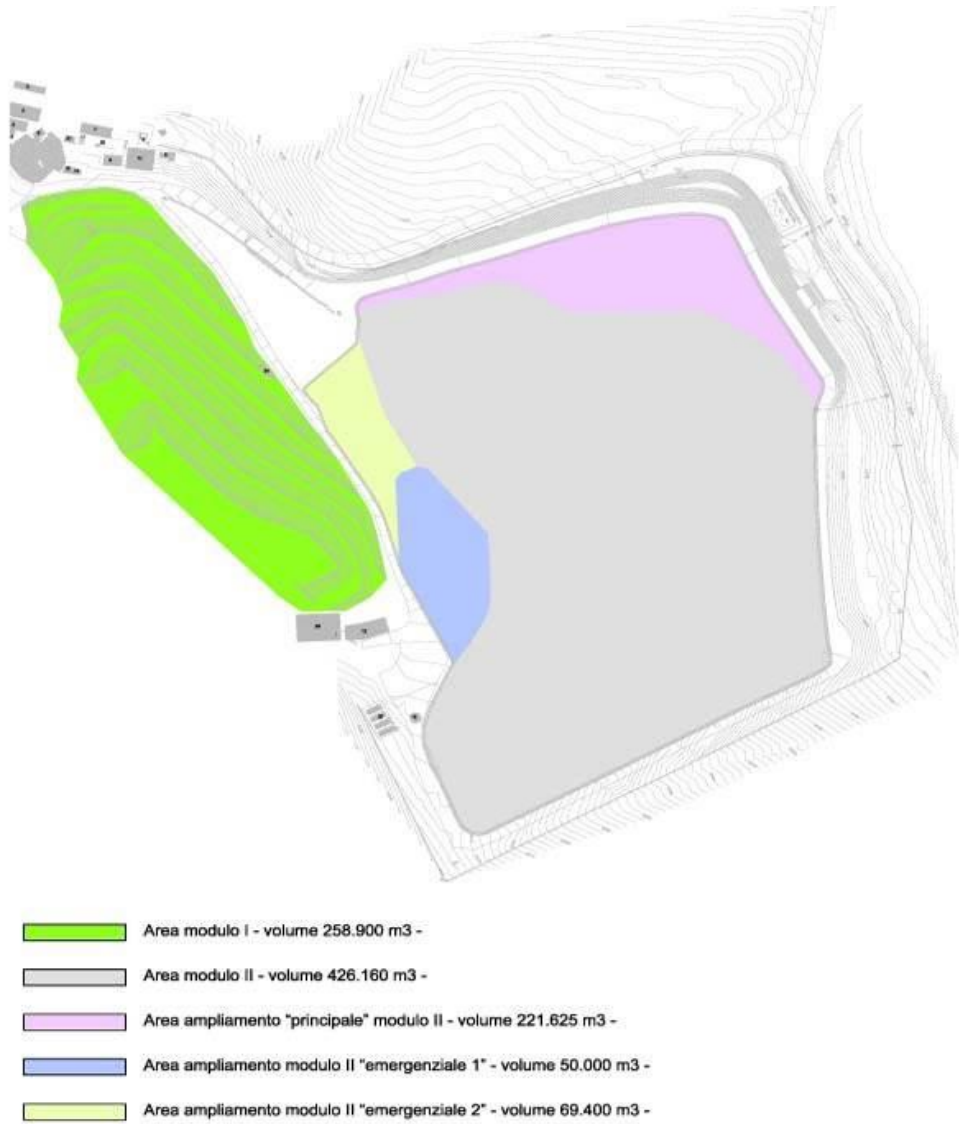 Area modulo I - volume 258.900 m3 -
Area modulo II - volume 426.160 m3 -
Area ampliamento "principale" modulo II - volume 221.625 m3 -
Area ampliamento modulo II "emergenziale 1" - volume 50.000 m3 -
Area ampliamento modulo II "emergenziale 2" - volume 69.400 m3 -